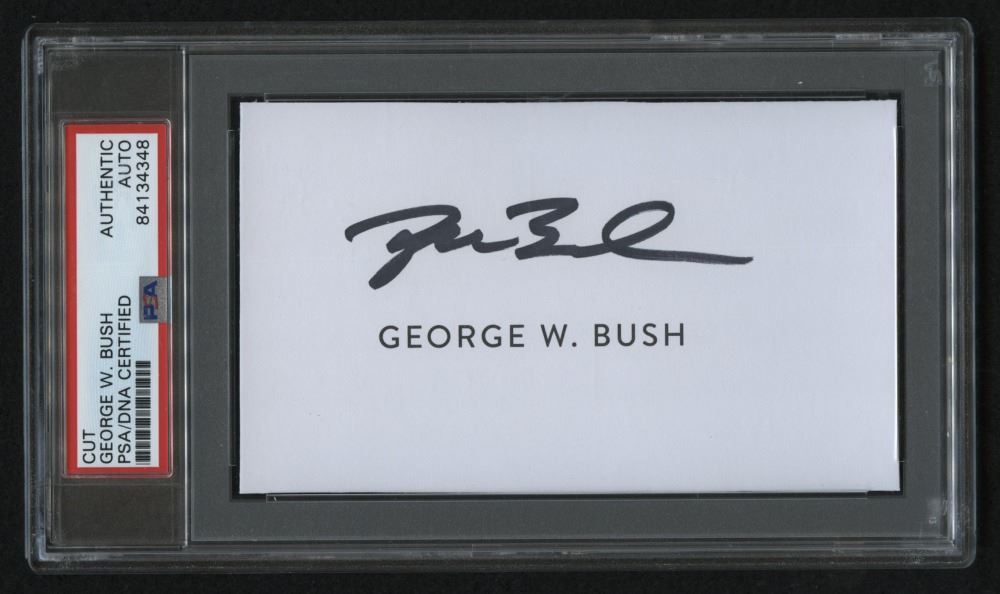 CUT
GEORGE W. BUSH
PSA/DNA CERTIFIED
AUTHENTIC
AUTO
84134348
PSA
GEORGE W. BUSH